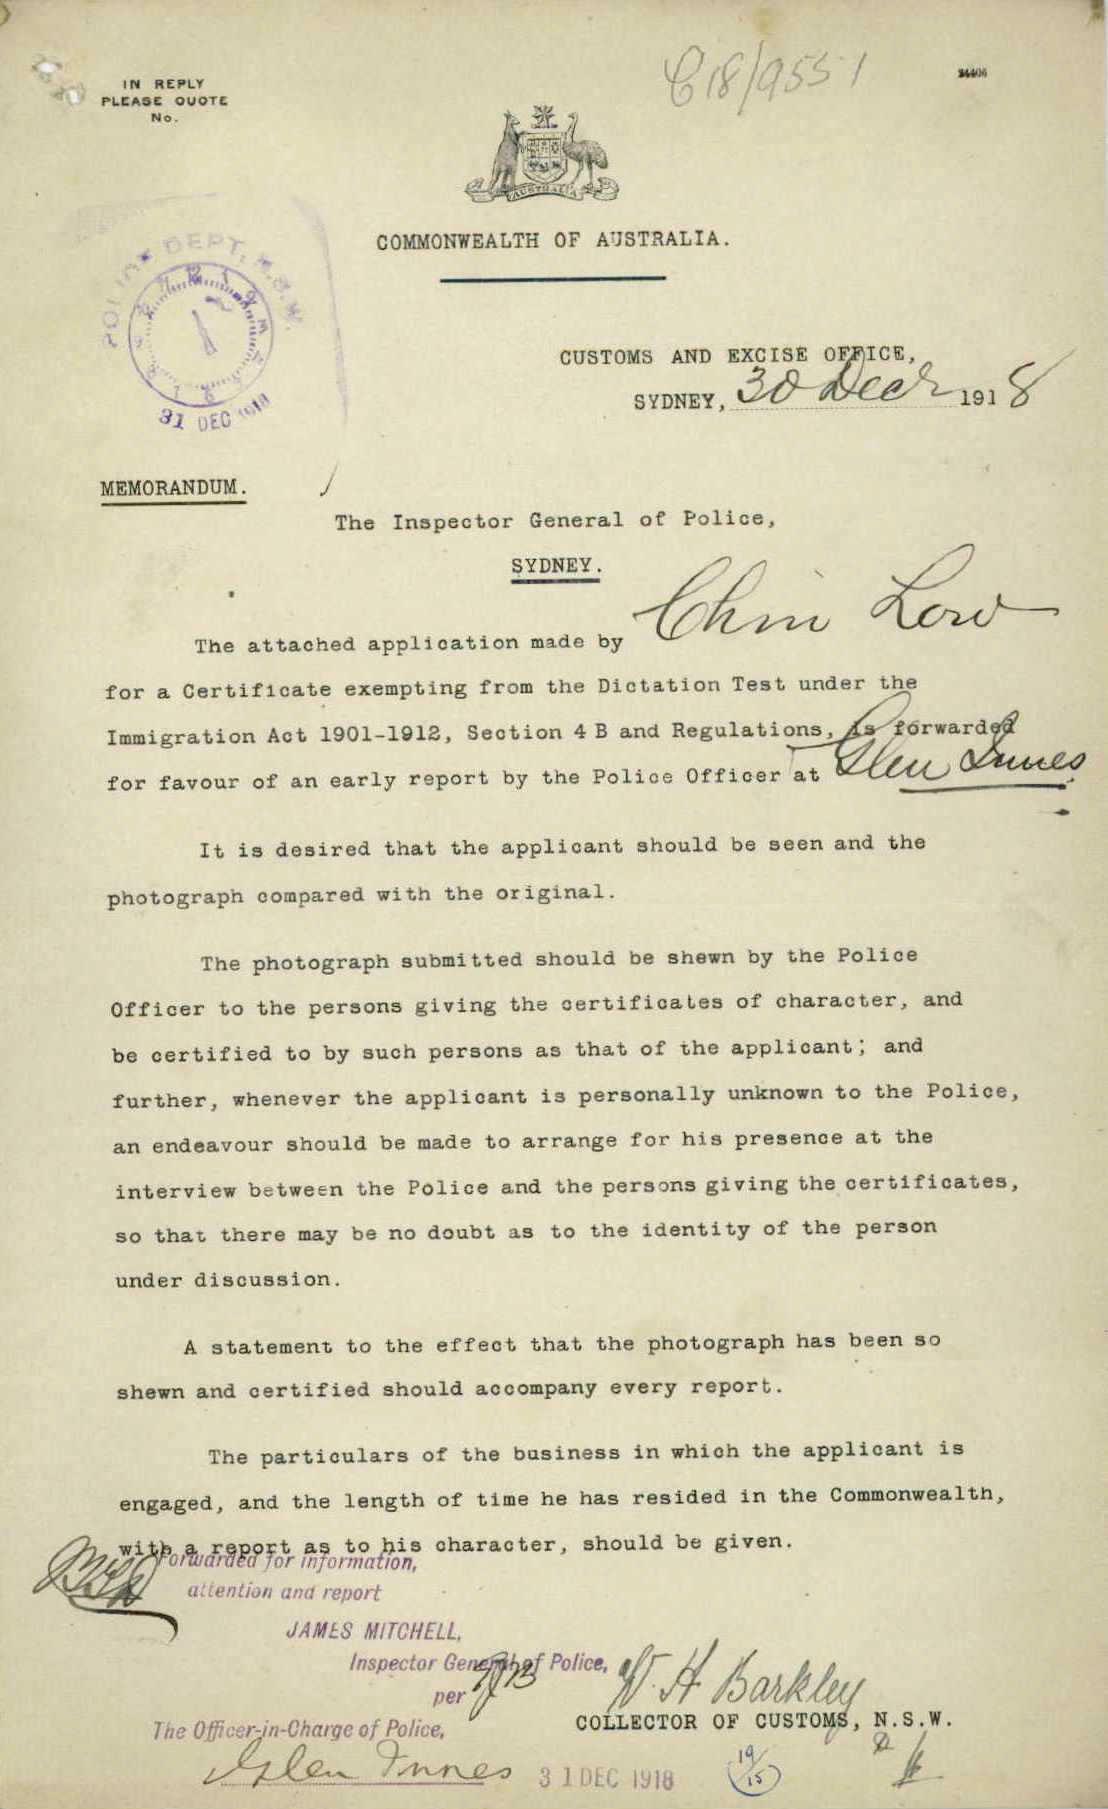 IN REPLY
PLEASE QUOTE
No.
C18/9551
AUSTRALIA
COMMONWEALTH OF AUSTRALIA.
POLICE DEPT. N.S.W.
31 DEC 1918
CUSTOMS AND EXCISE OFFICE,
SYDNEY, 30 Decr 1918
MEMORANDUM.
The Inspector General of Police,
SYDNEY.
The attached application made by Chin Low
for a Certificate exempting from the Dictation Test under the
Immigration Act 1901-1912, Section 4 B and Regulations, is forwarded
for favour of an early report by the Police Officer at Glen Innes
It is desired that the applicant should be seen and the
photograph compared with the original.
The photograph submitted should be shewn by the Police
Officer to the persons giving the certificates of character, and
be certified to by such persons as that of the applicant; and
further, whenever the applicant is personally unknown to the Police,
an endeavour should be made to arrange for his presence at the
interview between the Police and the persons giving the certificates,
so that there may be no doubt as to the identity of the person
under discussion.
A statement to the effect that the photograph has been so
shewn and certified should accompany every report.
The particulars of the business in which the applicant is
engaged, and the length of time he has resided in the Commonwealth,
with a report as to his character, should be given.
Forwarded for information,
attention and report
JAMES MITCHELL,
Inspector General of Police,
per
W. H Barkley
COLLECTOR OF CUSTOMS, N.S.W.
The Officer-in-Charge of Police,
Glen Innes 31 DEC 1918
19/15